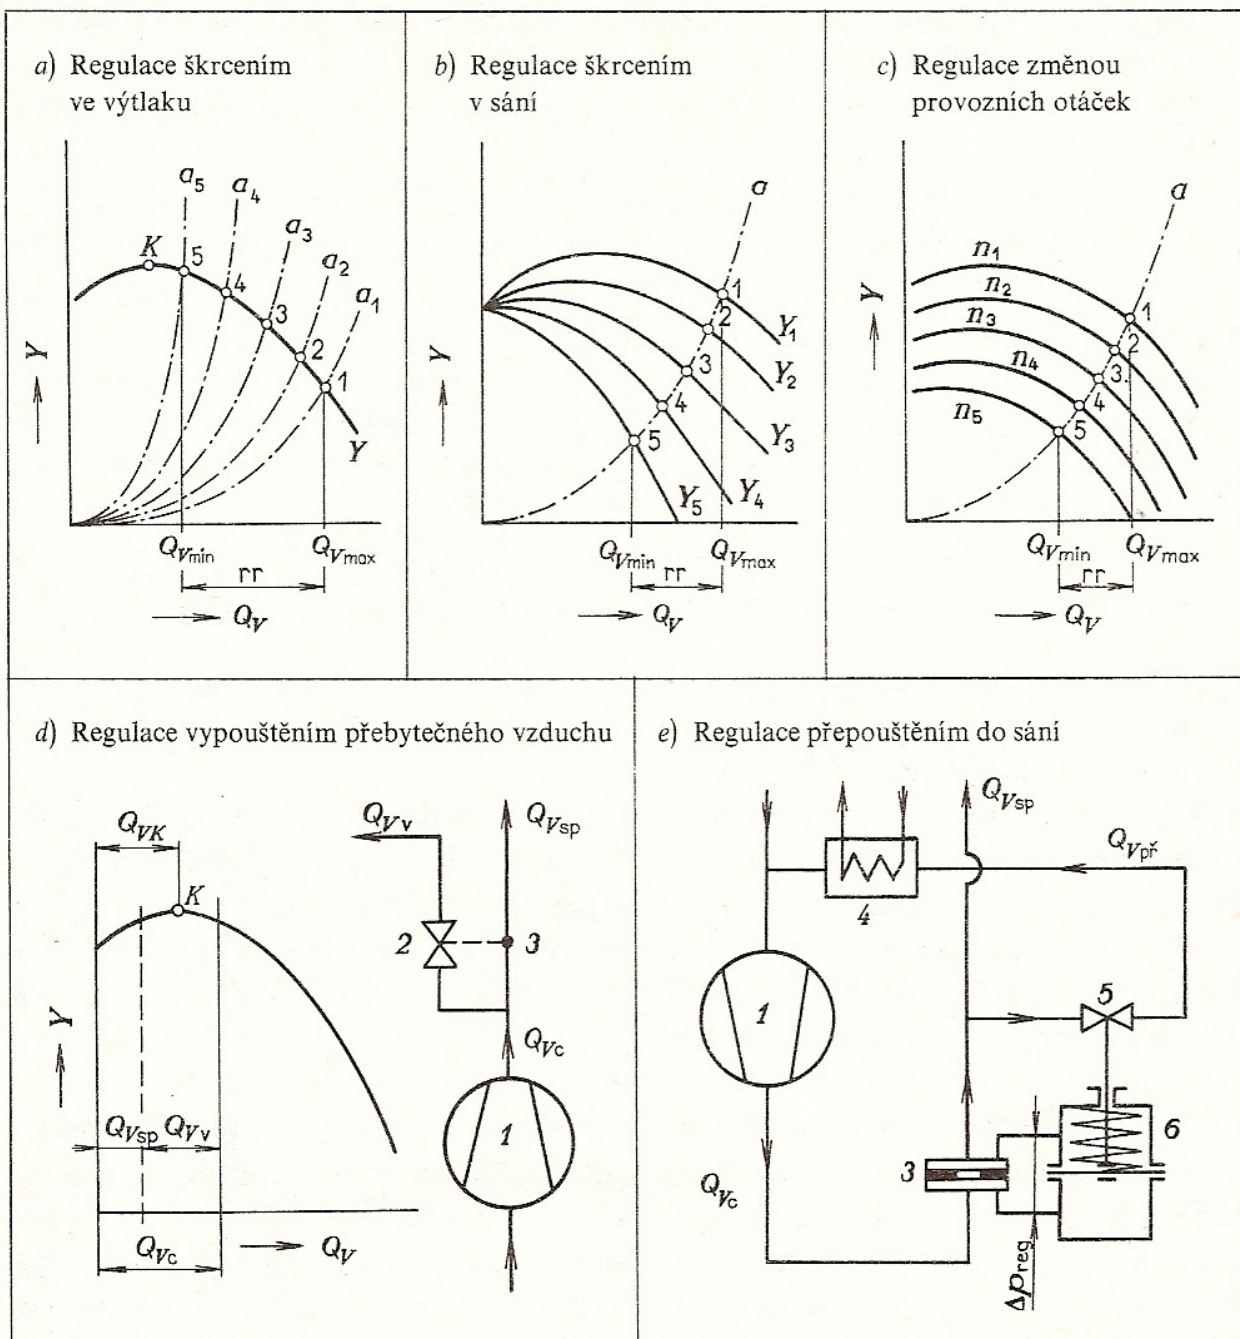 a) Regulace škrcením
ve výtlaku
a5
a4
a3
a2
a1
K
5
4
3
2
1
Y
Y
QVmin
QVmax
rr
QV
b) Regulace škrcením
v sání
a
1
2
3
4
5
Y1
Y2
Y3
Y4
Y5
Y
QVmin
QVmax
rr
QV
c) Regulace změnou
provozních otáček
a
n1
n2
n3
n4
n5
1
2
3
4
5
Y
QVmin
QVmax
rr
QV
d) Regulace vypouštěním přebytečného vzduchu
QVK
K
Y
QVsp
QVv
QVc
QV
QVv
QVsp
2
3
QVc
1
e) Regulace přepouštěním do sání
QVsp
QVpř
4
1
5
6
3
QVc
Δpreg